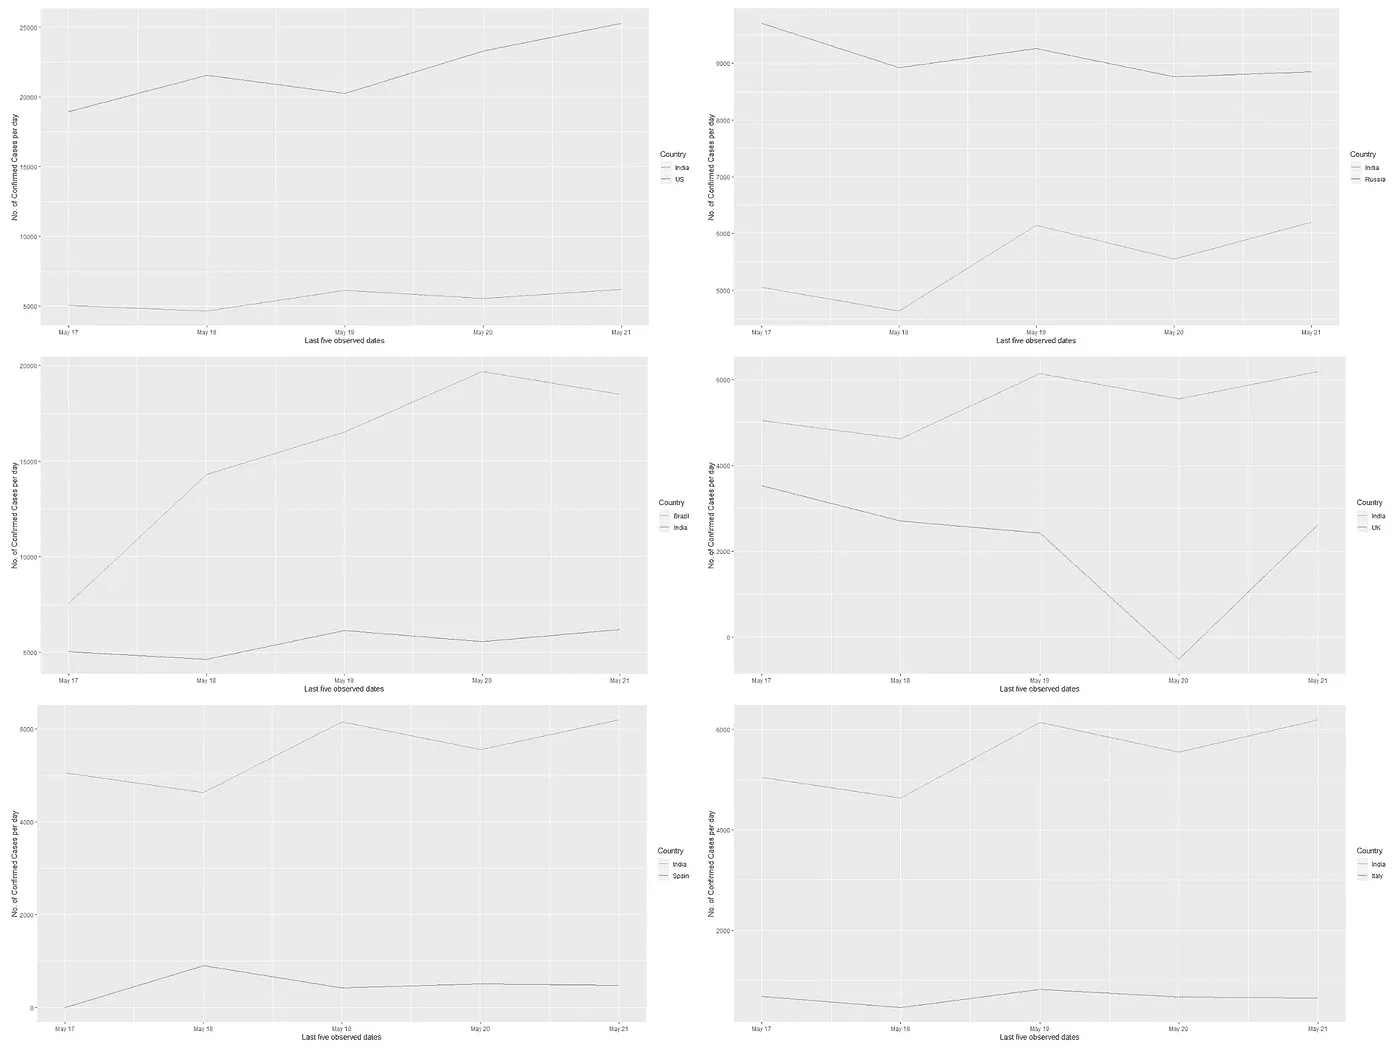 No. of Confirmed Cases per day
25000
20000
15000
10000
5000
May 17
May 18
May 19
May 20
May 21
Last five observed dates
Country
India
US
No. of Confirmed Cases per day
9000
8000
7000
6000
5000
May 17
May 18
May 19
May 20
May 21
Last five observed dates
Country
India
Russia
No. of Confirmed Cases per day
20000
15000
10000
5000
May 17
May 18
May 19
May 20
May 21
Last five observed dates
Country
Brazil
India
No. of Confirmed Cases per day
6000
4000
2000
0
May 17
May 18
May 19
May 20
May 21
Last five observed dates
Country
India
UK
No. of Confirmed Cases per day
6000
4000
2000
0
May 17
May 18
May 19
May 20
May 21
Last five observed dates
Country
India
Spain
No. of Confirmed Cases per day
6000
4000
2000
May 17
May 18
May 19
May 20
May 21
Last five observed dates
Country
India
Italy